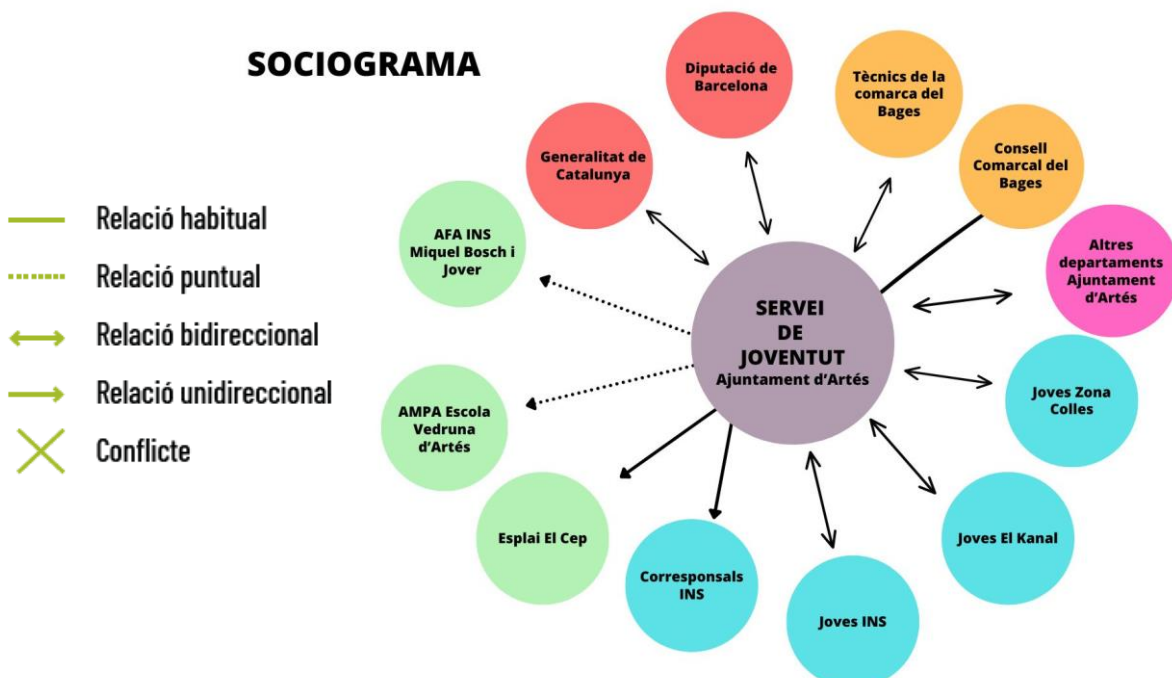 SOCIOGRAMA
Relació habitual
Relació puntual
Relació bidireccional
Relació unidireccional
Conflicte
Diputació de
Barcelona
Tècnics de la
comarca del
Bages
Generalitat de
Catalunya
Consell
Comarcal del
Bages
AFA INS
Miquel Bosch i
Jover
Altres
departaments
Ajuntament
d'Artés
SERVEI
DE
JOVENTUT
Ajuntament d'Artés
Joves Zona
Colles
AMPA Escola
Vedruna
d'Artés
Esplai El Cep
Joves El Kanal
Corresponsals
INS
Joves INS